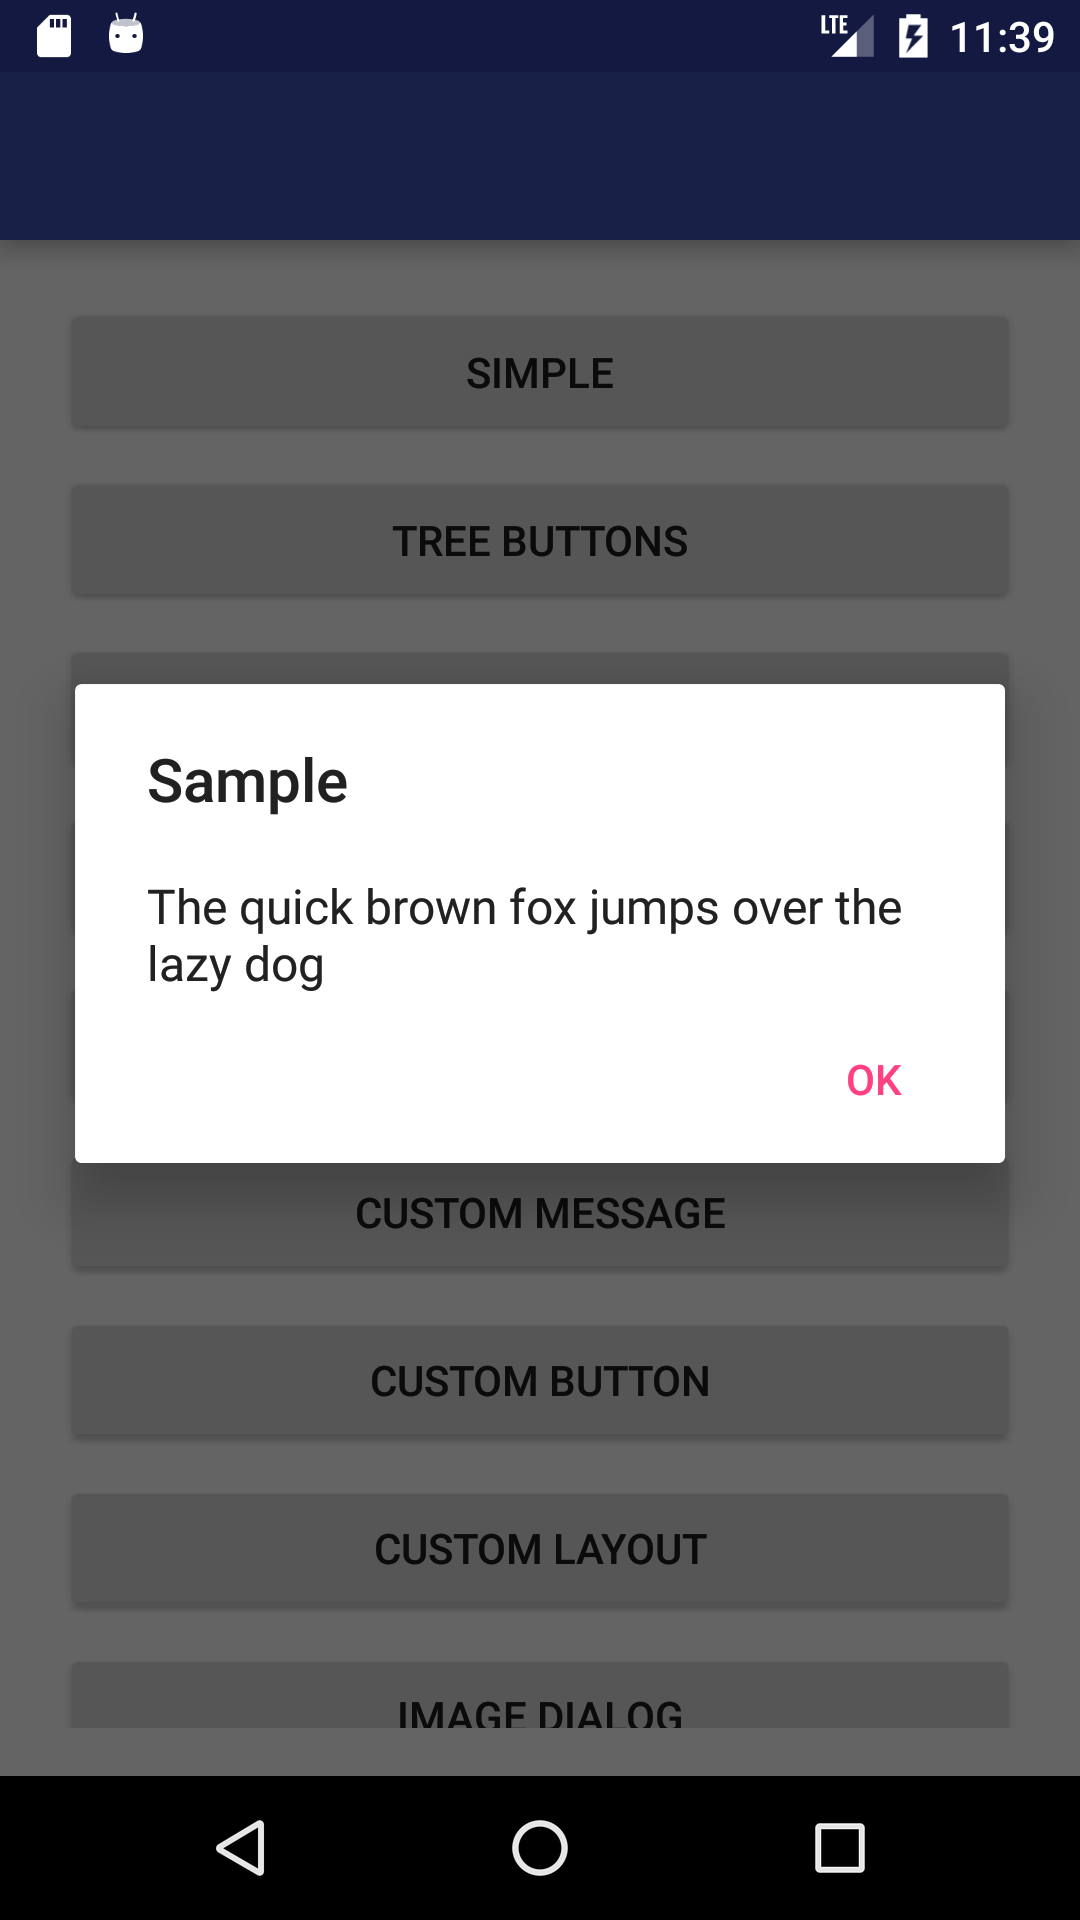 LTE 11:39
SIMPLE
TREE BUTTONS
Sample
The quick brown fox jumps over the
lazy dog
OK
CUSTOM MESSAGE
CUSTOM BUTTON
CUSTOM LAYOUT
IMAGE DIALOG